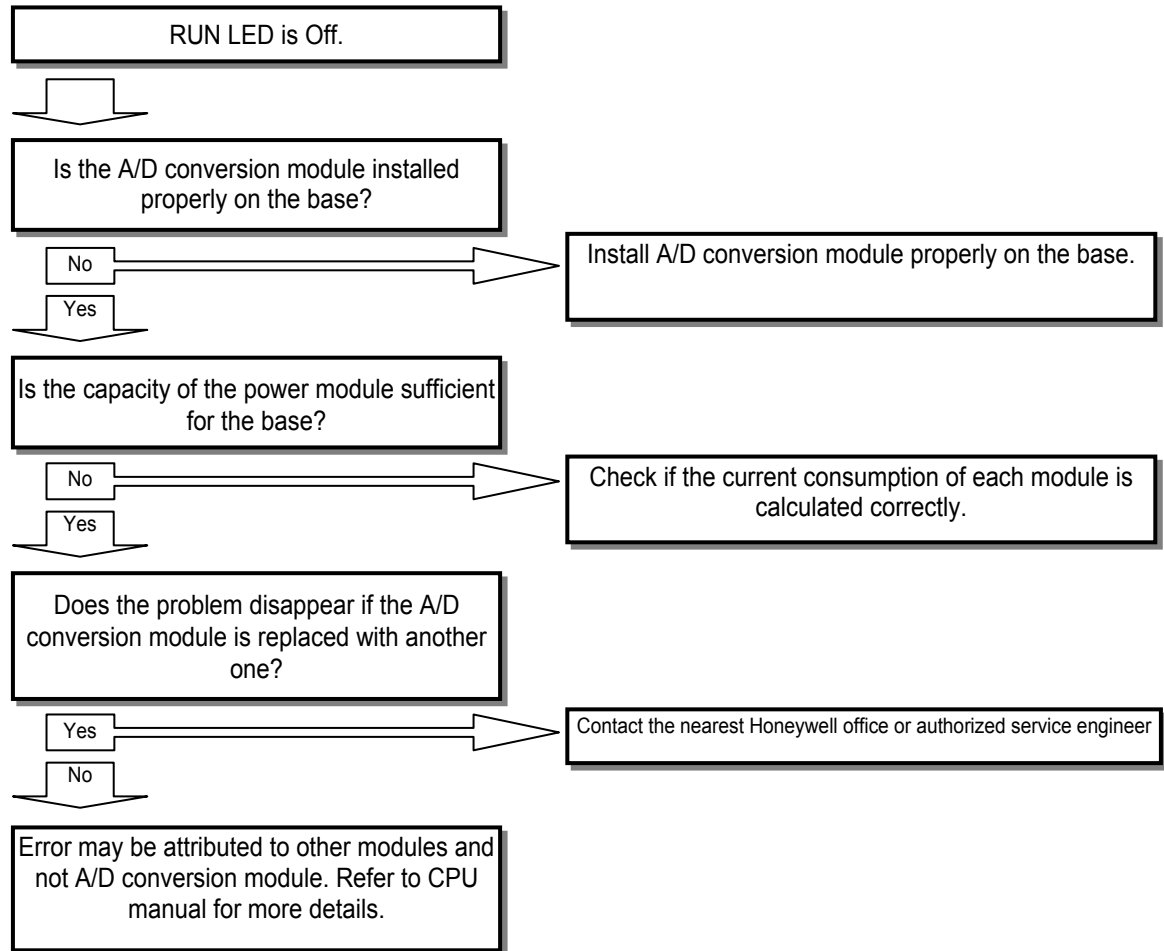 RUN LED is Off.
Is the A/D conversion module installed
properly on the base?
No
Install A/D conversion module properly on the base.
Yes
Is the capacity of the power module sufficient
for the base?
No
Check if the current consumption of each module is
calculated correctly.
Yes
Does the problem disappear if the A/D
conversion module is replaced with another
one?
Yes
Contact the nearest Honeywell office or authorized service engineer
No
Error may be attributed to other modules and
not A/D conversion module. Refer to CPU
manual for more details.